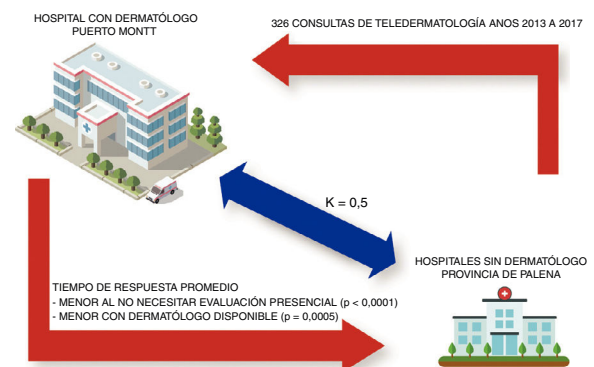 HOSPITAL CON DERMATÓLOGO
PUERTO MONTT
326 CONSULTAS DE TELEDERMATOLOGÍA ANOS 2013 A 2017
K = 0,5
HOSPITALES SIN DERMATÓLOGO
PROVINCIA DE PALENA
TIEMPO DE RESPUESTA PROMEDIO
- MENOR AL NO NECESITAR EVALUACIÓN PRESENCIAL (p < 0,0001)
- MENOR CON DERMATÓLOGO DISPONIBLE (p = 0,0005)